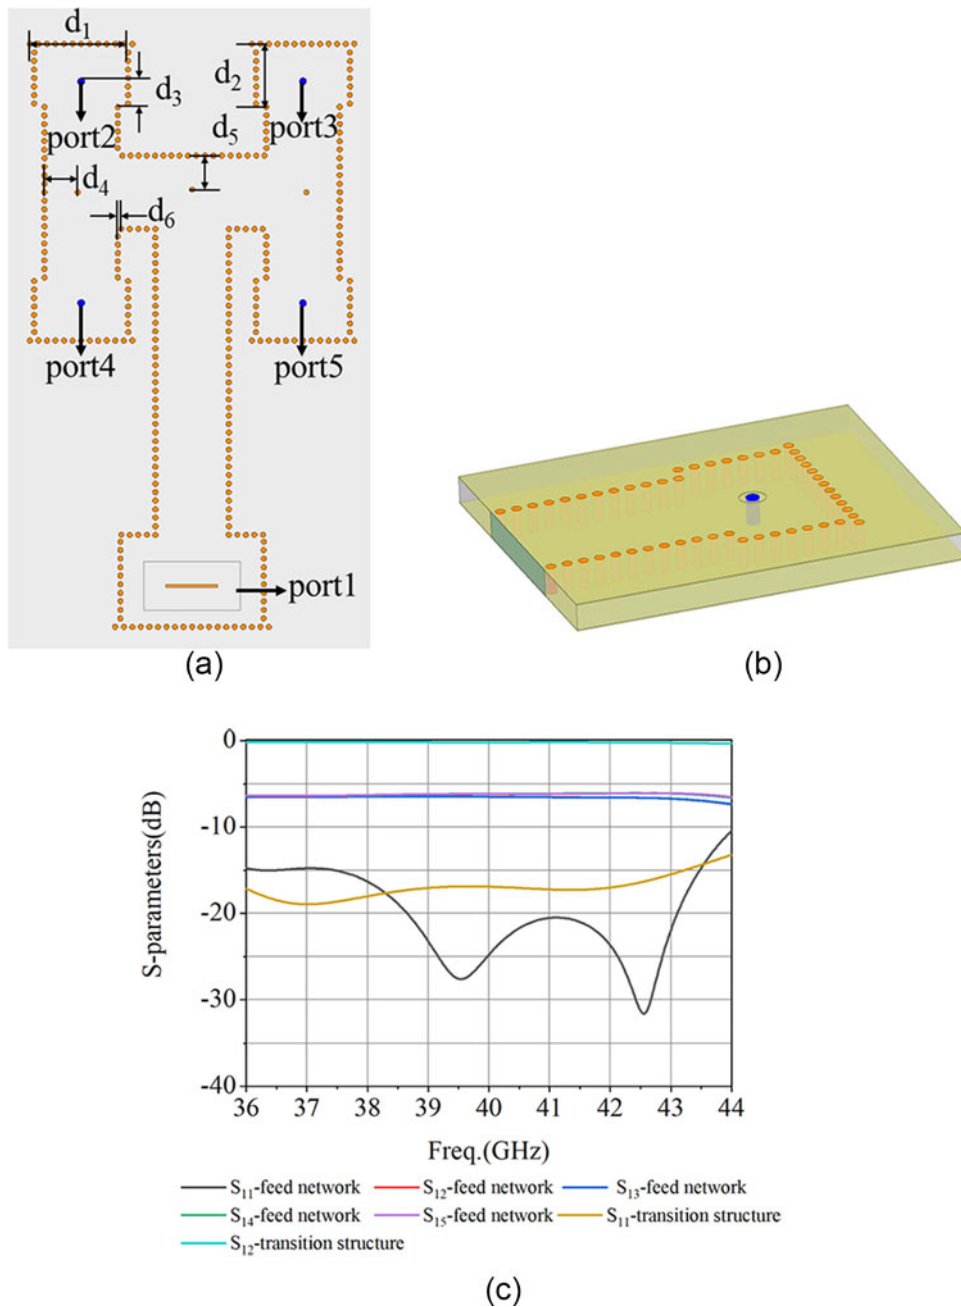 d₁
d₂
d₃
port2
port3
d₅
d₄
d₆
port4
port5
port1
(a)
(b)
0
-10
-20
-30
-40
S-parameters(dB)
36 37 38 39 40 41 42 43 44
Freq.(GHz)
S₁₁-feed network S₁₂-feed network S₁₃-feed network
S₁₄-feed network S₁₅-feed network S₁₁-transition structure
S₁₂-transition structure
(c)